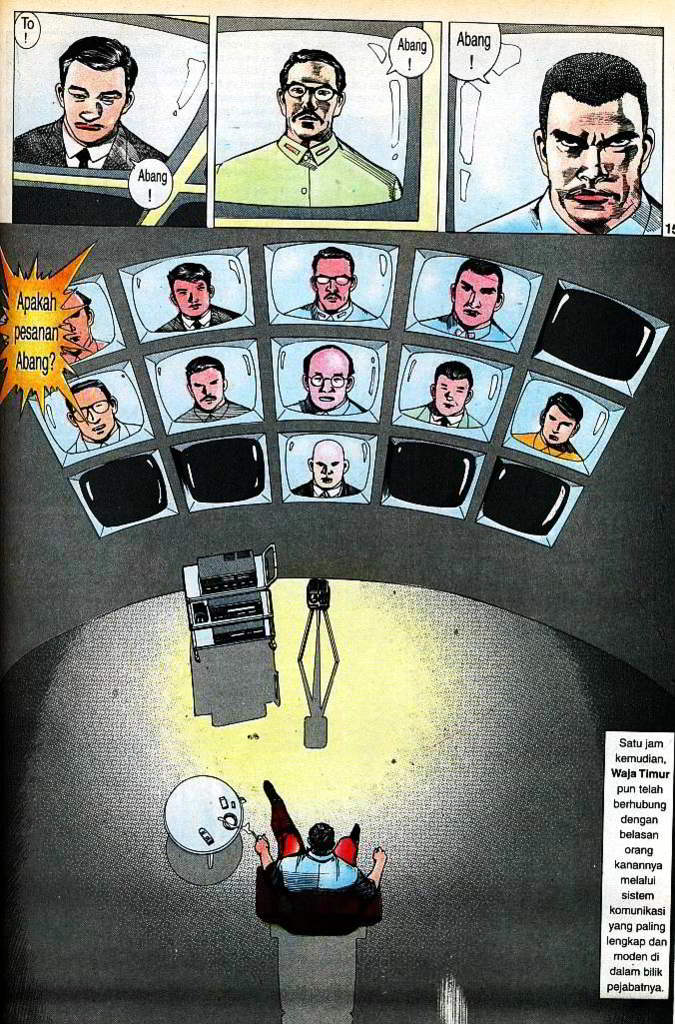 To
!
Abang
!
Abang
!
Abang
!
15
Apakah
pesanan
Abang?
Satu jam
kemudian,
Waja Timur
pun telah
berhubung
dengan
belasan
orang
kanannya
melalui
sistem
komunikasi
yang paling
lengkap dan
moden di
dalam bilik
pejabatnya.